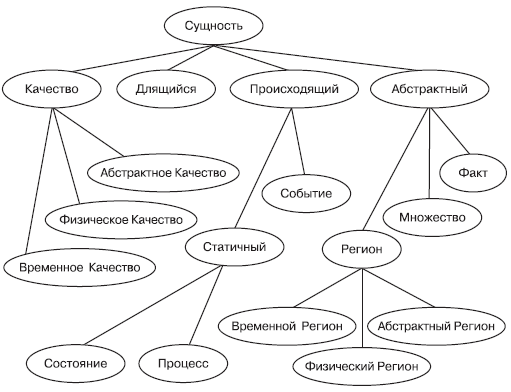 Сущность
Качество
Длящийся
Происходящий
Абстрактный
Абстрактное Качество
Факт
Событие
Физическое Качество
Множество
Статичный
Регион
Временное Качество
Временной Регион
Абстрактный Регион
Состояние
Процесс
Физический Регион